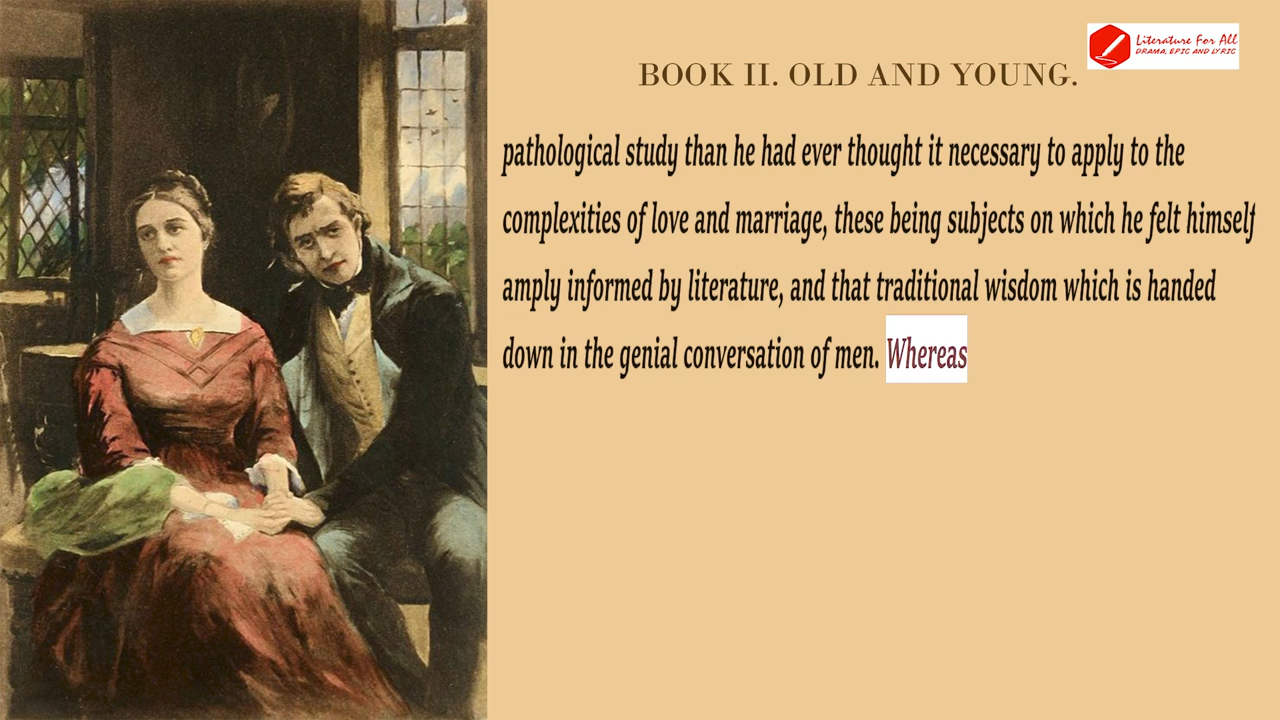 Literature For All
DRAMA, EPIC AND LYRIC
BOOK II. OLD AND YOUNG.
pathological study than he had ever thought it necessary to apply to the
complexities of love and marriage, these being subjects on which he felt himself
amply informed by literature, and that traditional wisdom which is handed
down in the genial conversation of men. Whereas